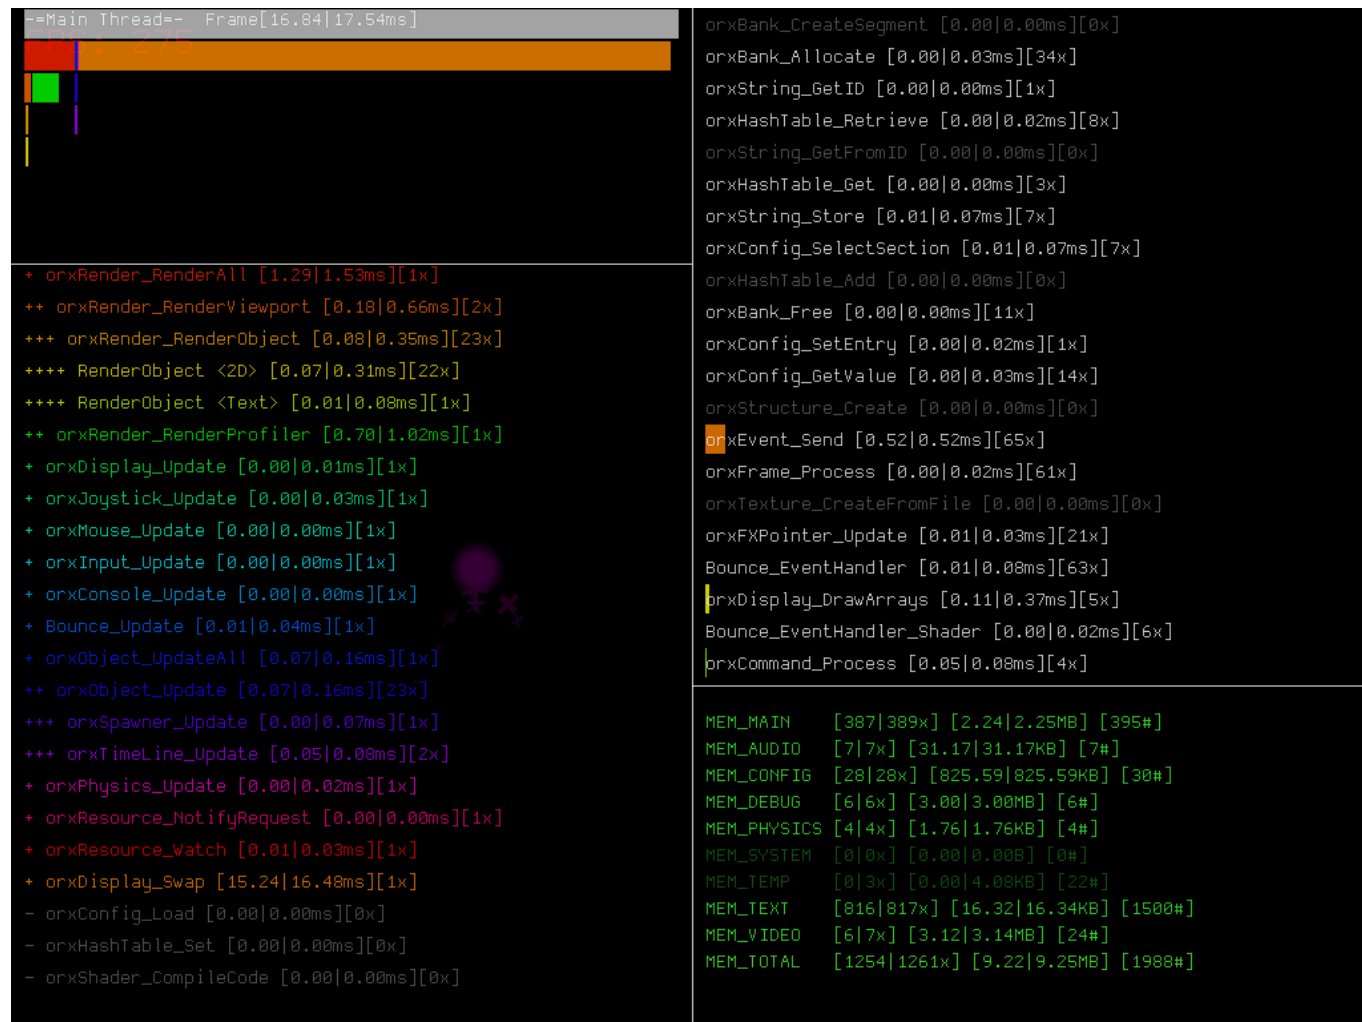 -=Main Thread=-  Frame[16.84|17.54ms]
FPS: 275
+ orxRender_RenderAll [1.29|1.53ms][1x]
++ orxRender_RenderViewport [0.18|0.66ms][2x]
+++ orxRender_RenderObject [0.08|0.35ms][23x]
++++ RenderObject <2D> [0.07|0.31ms][22x]
++++ RenderObject <Text> [0.01|0.08ms][1x]
++ orxRender_RenderProfiler [0.70|1.02ms][1x]
+ orxDisplay_Update [0.00|0.01ms][1x]
+ orxJoystick_Update [0.00|0.03ms][1x]
+ orxMouse_Update [0.00|0.00ms][1x]
+ orxInput_Update [0.00|0.00ms][1x]
+ orxConsole_Update [0.00|0.00ms][1x]
+ Bounce_Update [0.01|0.04ms][1x]
+ orxObject_UpdateAll [0.07|0.16ms][1x]
++ orxObject_Update [0.07|0.16ms][23x]
+++ orxSpawner_Update [0.00|0.07ms][1x]
+++ orxTimeLine_Update [0.05|0.08ms][2x]
+ orxPhysics_Update [0.00|0.02ms][1x]
+ orxResource_NotifyRequest [0.00|0.00ms][1x]
+ orxResource_Watch [0.01|0.03ms][1x]
+ orxDisplay_Swap [15.24|16.48ms][1x]
- orxConfig_Load [0.00|0.00ms][0x]
- orxHashTable_Set [0.00|0.00ms][0x]
- orxShader_CompileCode [0.00|0.00ms][0x]
orxBank_CreateSegment [0.00|0.00ms][0x]
orxBank_Allocate [0.00|0.03ms][34x]
orxString_GetID [0.00|0.00ms][1x]
orxHashTable_Retrieve [0.00|0.02ms][8x]
orxString_GetFromID [0.00|0.00ms][0x]
orxHashTable_Get [0.00|0.00ms][3x]
orxString_Store [0.01|0.07ms][7x]
orxConfig_SelectSection [0.01|0.07ms][7x]
orxHashTable_Add [0.00|0.00ms][0x]
orxBank_Free [0.00|0.00ms][11x]
orxConfig_SetEntry [0.00|0.02ms][1x]
orxConfig_GetValue [0.00|0.03ms][14x]
orxStructure_Create [0.00|0.00ms][0x]
orxEvent_Send [0.52|0.52ms][65x]
orxFrame_Process [0.00|0.02ms][61x]
orxTexture_CreateFromFile [0.00|0.00ms][0x]
orxFXPointer_Update [0.01|0.03ms][21x]
Bounce_EventHandler [0.01|0.08ms][63x]
orxDisplay_DrawArrays [0.11|0.37ms][5x]
Bounce_EventHandler_Shader [0.00|0.02ms][6x]
orxCommand_Process [0.05|0.08ms][4x]
MEM_MAIN    [387|389x] [2.24|2.25MB] [395#]
MEM_AUDIO   [7|7x] [31.17|31.17KB] [7#]
MEM_CONFIG  [28|28x] [825.59|825.59KB] [30#]
MEM_DEBUG   [6|6x] [3.00|3.00MB] [6#]
MEM_PHYSICS [4|4x] [1.76|1.76KB] [4#]
MEM_SYSTEM  [0|0x] [0.00|0.00B] [0#]
MEM_TEMP    [0|3x] [0.00|4.08KB] [22#]
MEM_TEXT    [816|817x] [16.32|16.34KB] [1500#]
MEM_VIDEO   [6|7x] [3.12|3.14MB] [24#]
MEM_TOTAL   [1254|1261x] [9.22|9.25MB] [1988#]